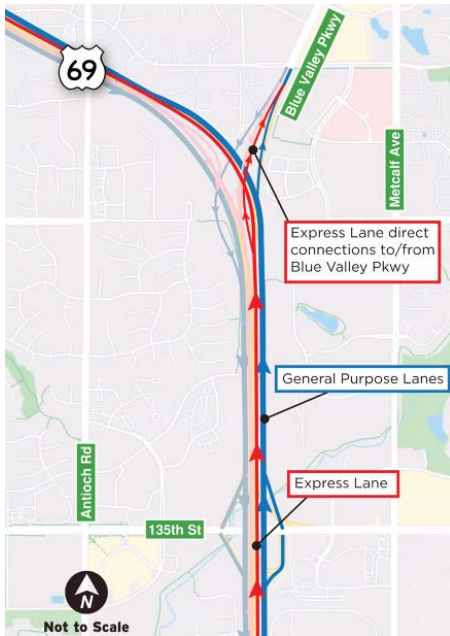 69
Blue Valley Pkwy
Metcalf Ave
Express Lane direct
connections to/from
Blue Valley Pkwy
General Purpose Lanes
Antioch Rd
Express Lane
135th St
N
Not to Scale